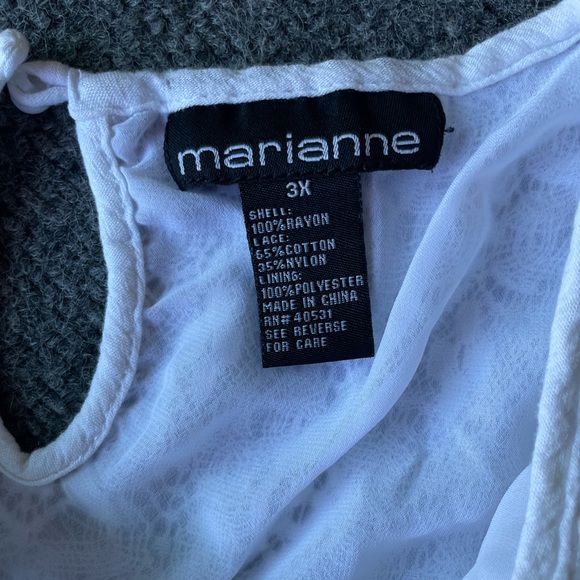 marianne
3X
SHELL:
100%RAYON
LACE:
65%COTTON
35%NYLON
LINING:
100%POLYESTER
MADE IN CHINA
RN# 40531
SEE REVERSE
FOR CARE